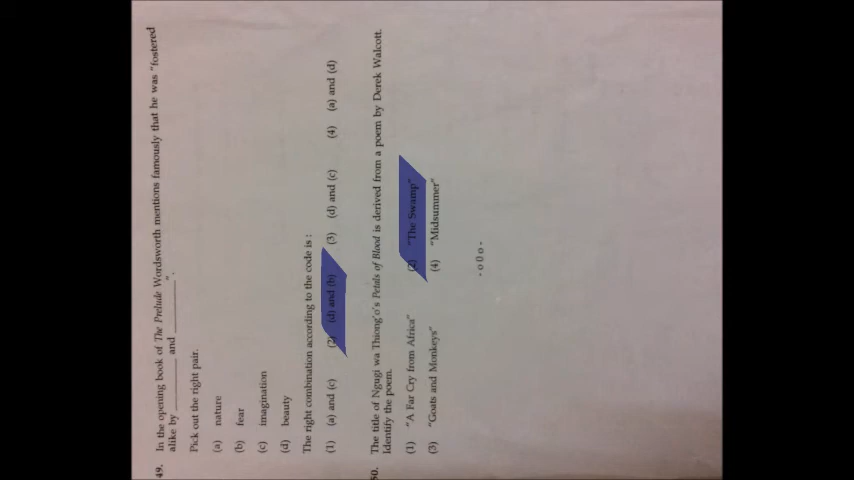 49. In the opening book of The Prelude Wordsworth mentions famously that he was "fostered
alike by __________ and __________".
Pick out the right pair.
(a) nature
(b) fear
(c) imagination
(d) beauty
The right combination according to the code is :
(1) (a) and (c) (2) (d) and (b) (3) (d) and (c) (4) (a) and (d)
50. The title of Ngugi wa Thiong'o's Petals of Blood is derived from a poem by Derek Walcott.
Identify the poem.
(1) "A Far Cry from Africa" (2) "The Swamp"
(3) "Goats and Monkeys" (4) "Midsummer"
- o 0 o -